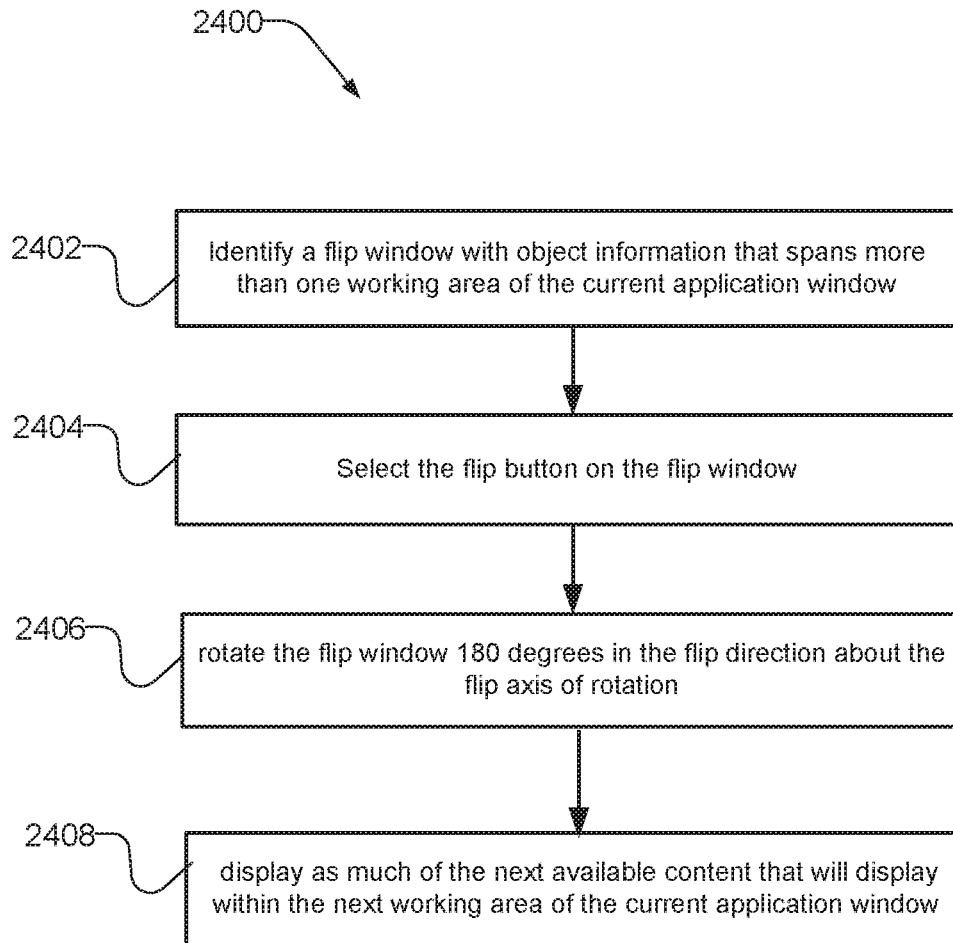 2400
2402
Identify a flip window with object information that spans more
than one working area of the current application window
2404
Select the flip button on the flip window
2406
rotate the flip window 180 degrees in the flip direction about the
flip axis of rotation
2408
display as much of the next available content that will display
within the next working area of the current application window